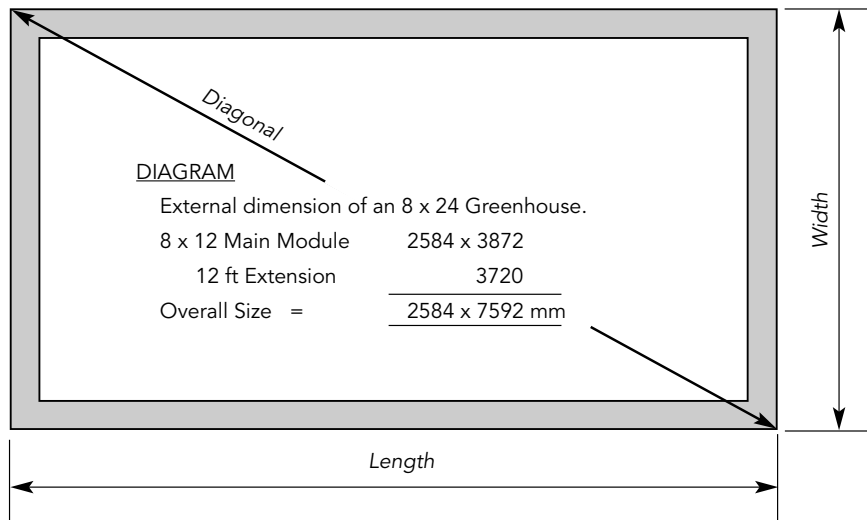 Diagonal
DIAGRAM
External dimension of an 8 x 24 Greenhouse.
8 x 12 Main Module 2584 x 3872
12 ft Extension 3720
Overall Size = 2584 x 7592 mm
Width
Length